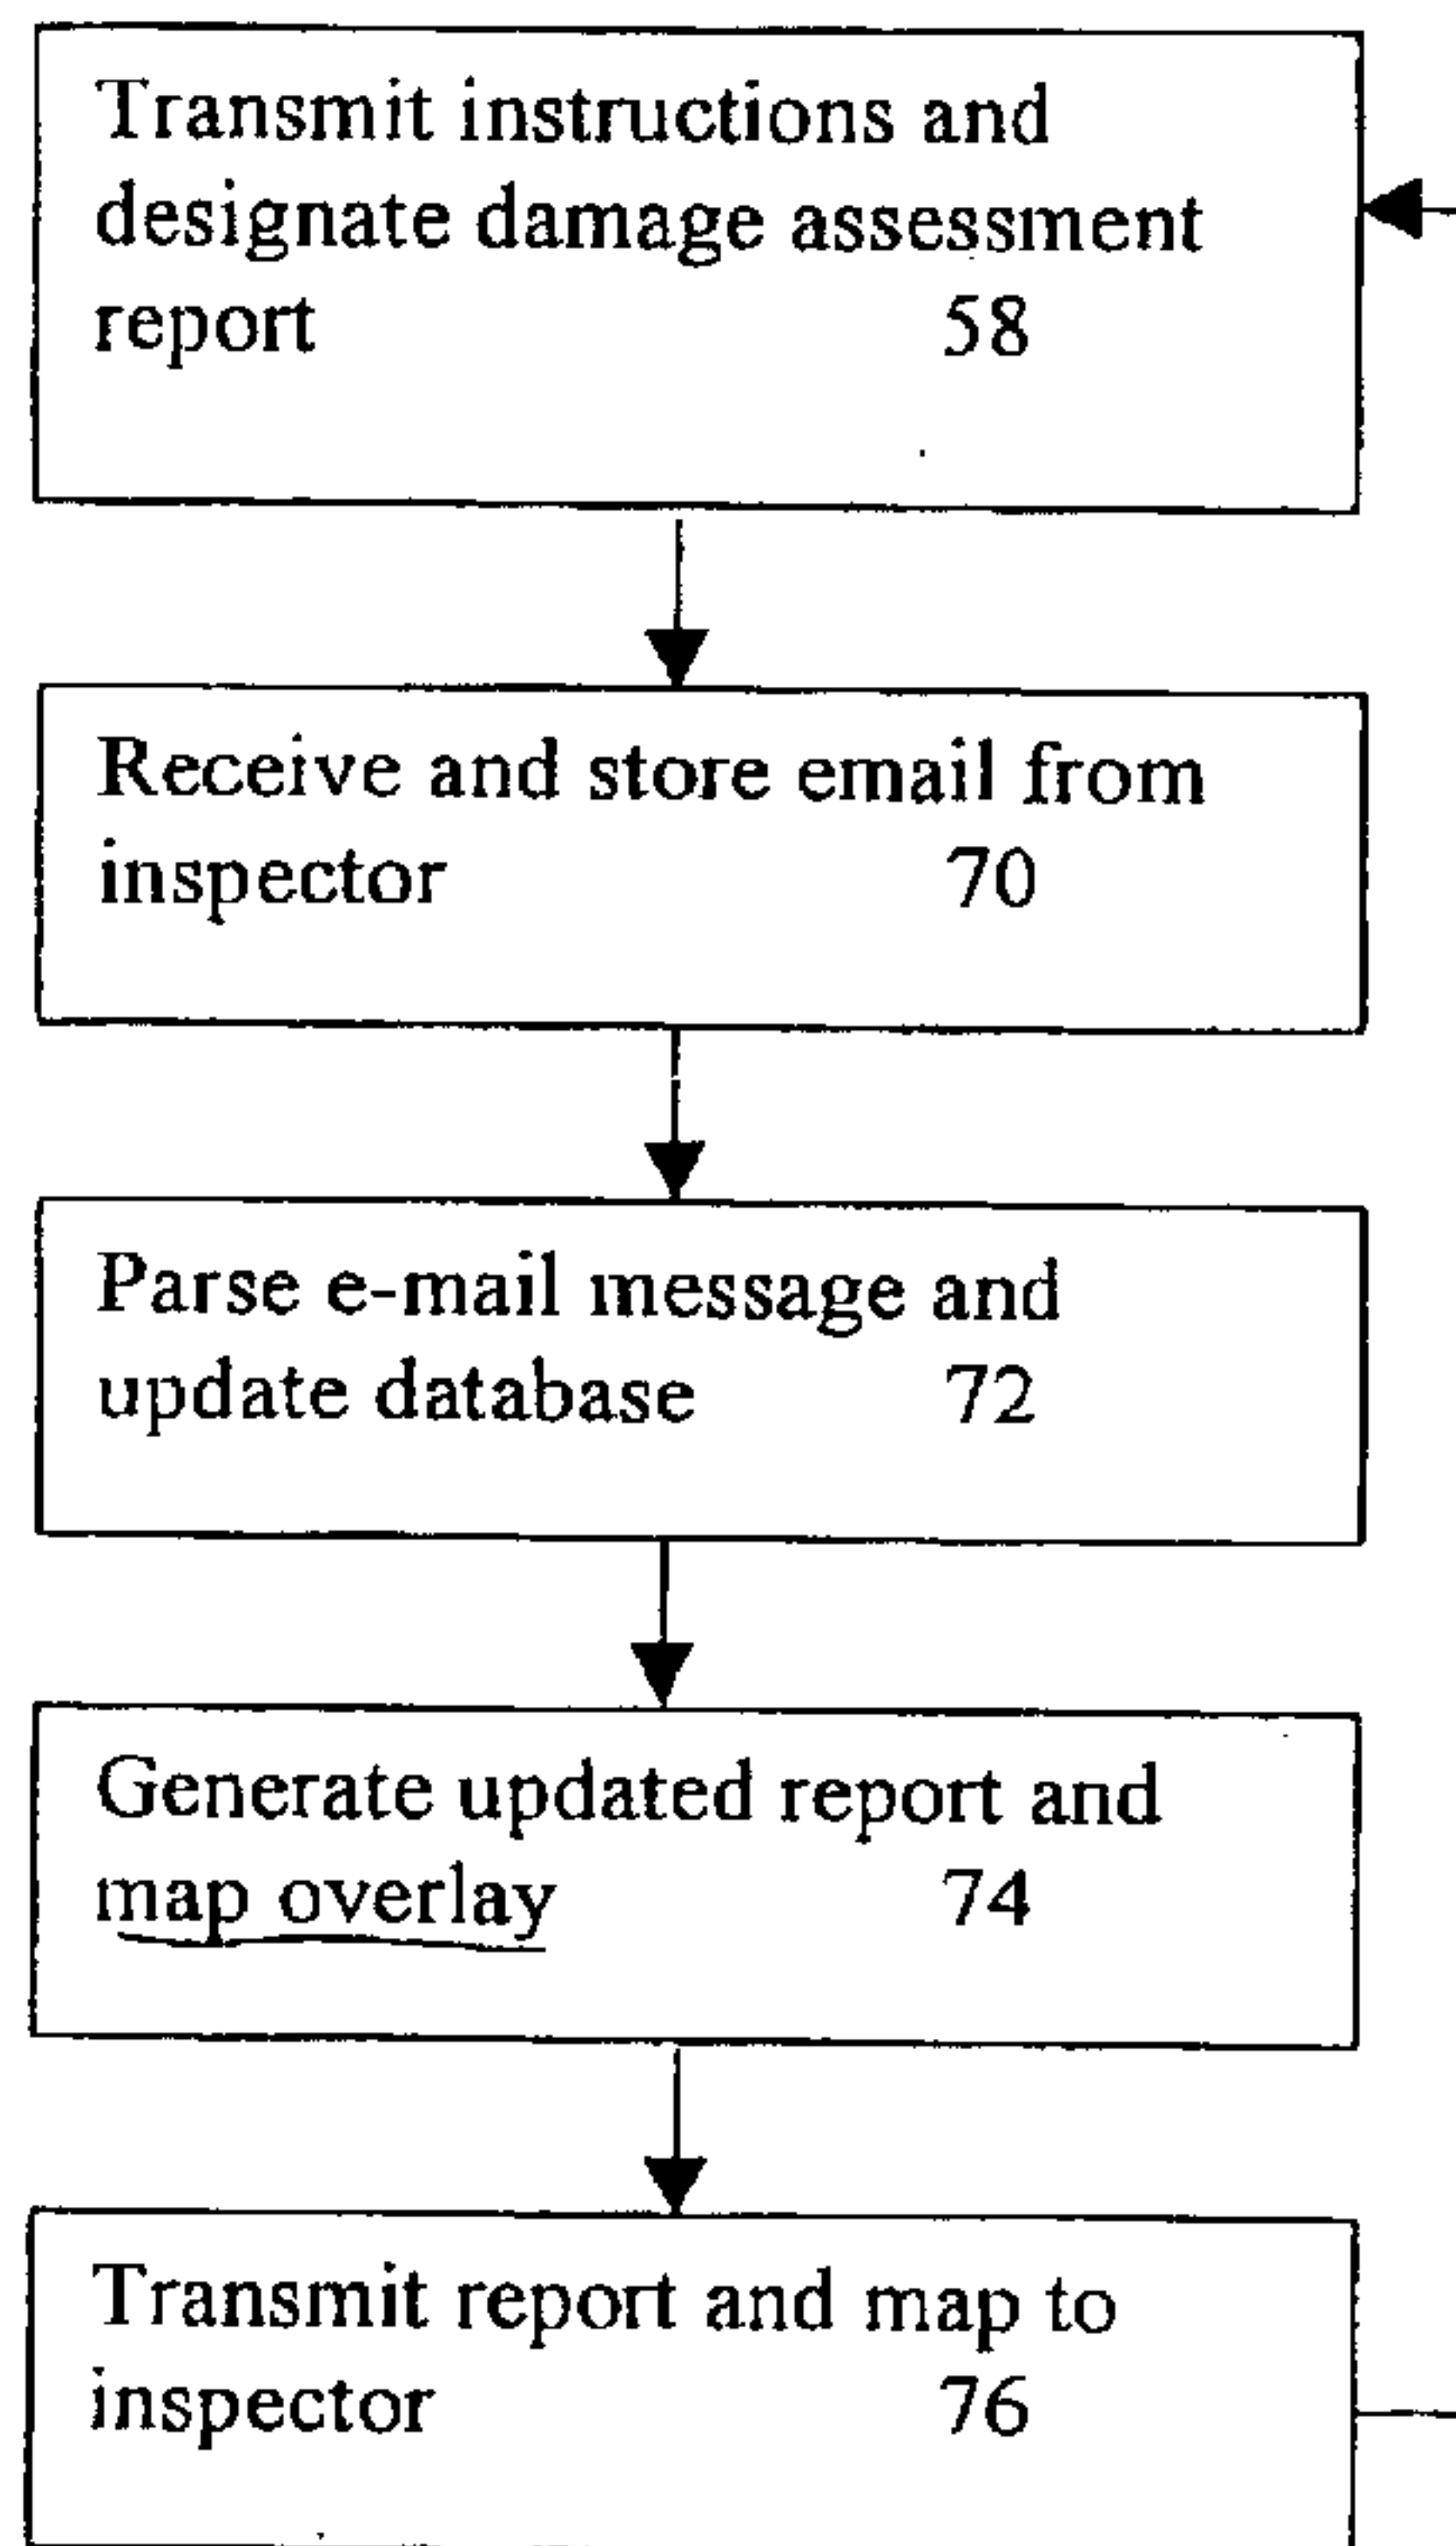 Transmit instructions and
designate damage assessment
report 58
Receive and store email from
inspector 70
Parse e-mail message and
update database 72
Generate updated report and
map overlay 74
Transmit report and map to
inspector 76